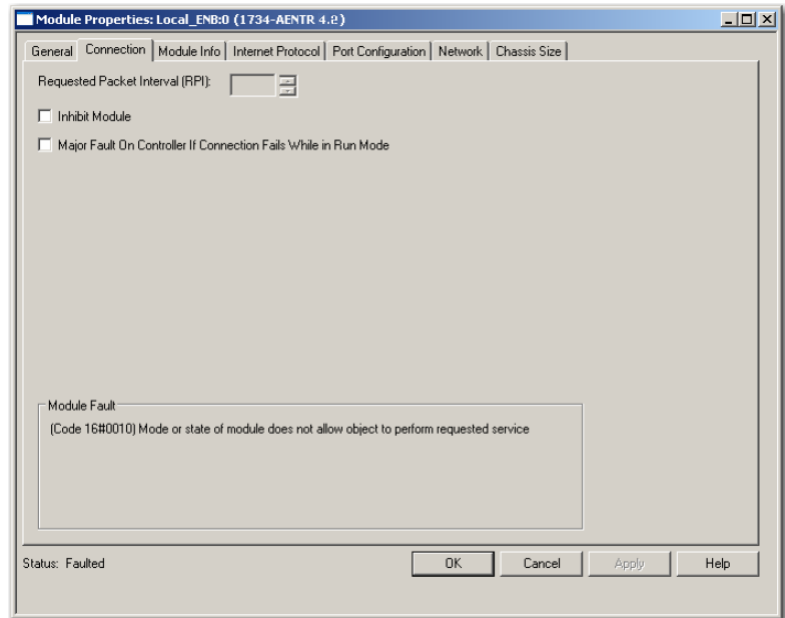 Module Properties: Local_ENB:0 (1734-AENTR 4.2)
General Connection Module Info Internet Protocol Port Configuration Network Chassis Size
Requested Packet Interval (RPI):
Inhibit Module
Major Fault On Controller If Connection Fails While in Run Mode
Module Fault
(Code 16#0010) Mode or state of module does not allow object to perform requested service
Status: Faulted OK Cancel Apply Help